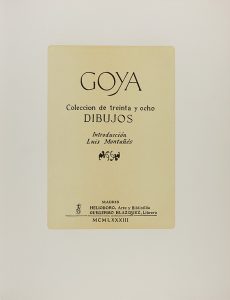 GOYA
Coleccion de treinta y ocho
DIBUJOS
Introducción
Luis Montañés
MADRID
HELIODORO, Arte y Bibliofilia
GUILLERMO BLAZQUEZ, Librero
MCMLXXXIII